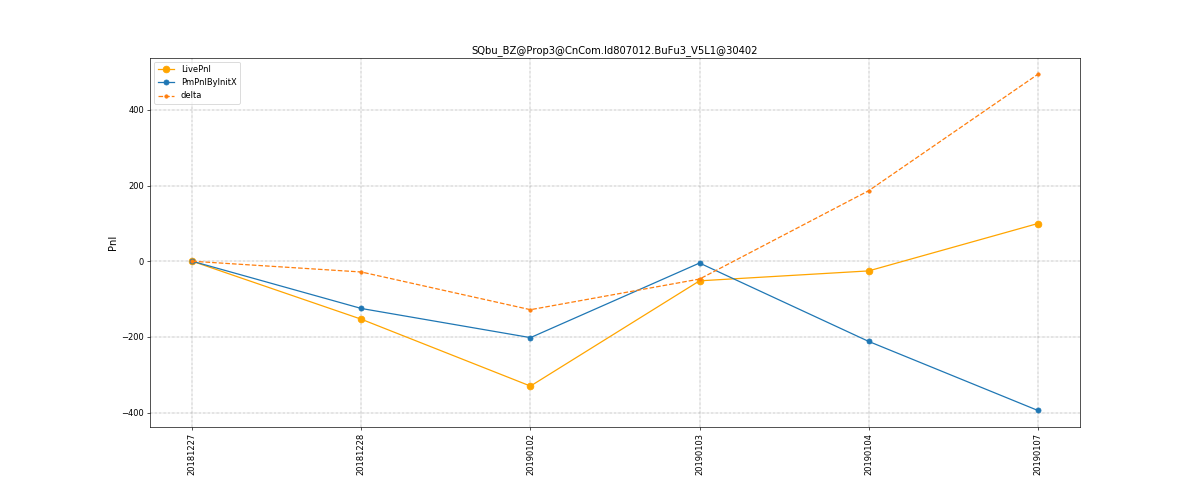 SQbu_BZ@Prop3@CnCom.Id807012.BuFu3_V5L1@30402
LivePnl
PmPnlByInitX
delta
400
200
0
−200
−400
Pnl
20181227
20181228
20190102
20190103
20190104
20190107